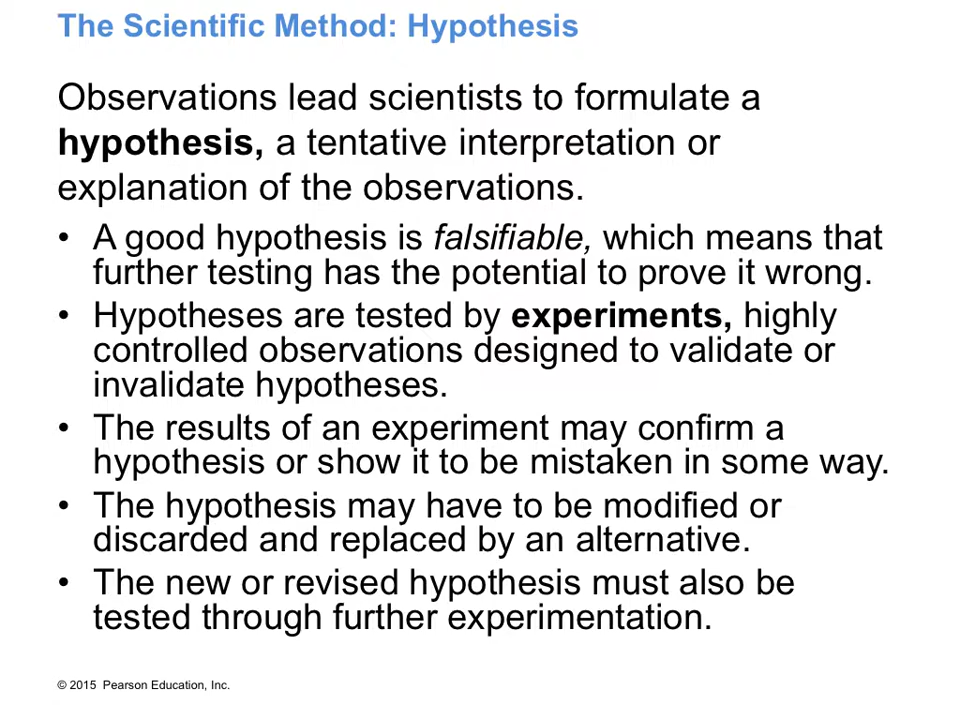 The Scientific Method: Hypothesis
Observations lead scientists to formulate a
hypothesis, a tentative interpretation or
explanation of the observations.
• A good hypothesis is falsifiable, which means that
further testing has the potential to prove it wrong.
• Hypotheses are tested by experiments, highly
controlled observations designed to validate or
invalidate hypotheses.
• The results of an experiment may confirm a
hypothesis or show it to be mistaken in some way.
• The hypothesis may have to be modified or
discarded and replaced by an alternative.
• The new or revised hypothesis must also be
tested through further experimentation.
© 2015 Pearson Education, Inc.